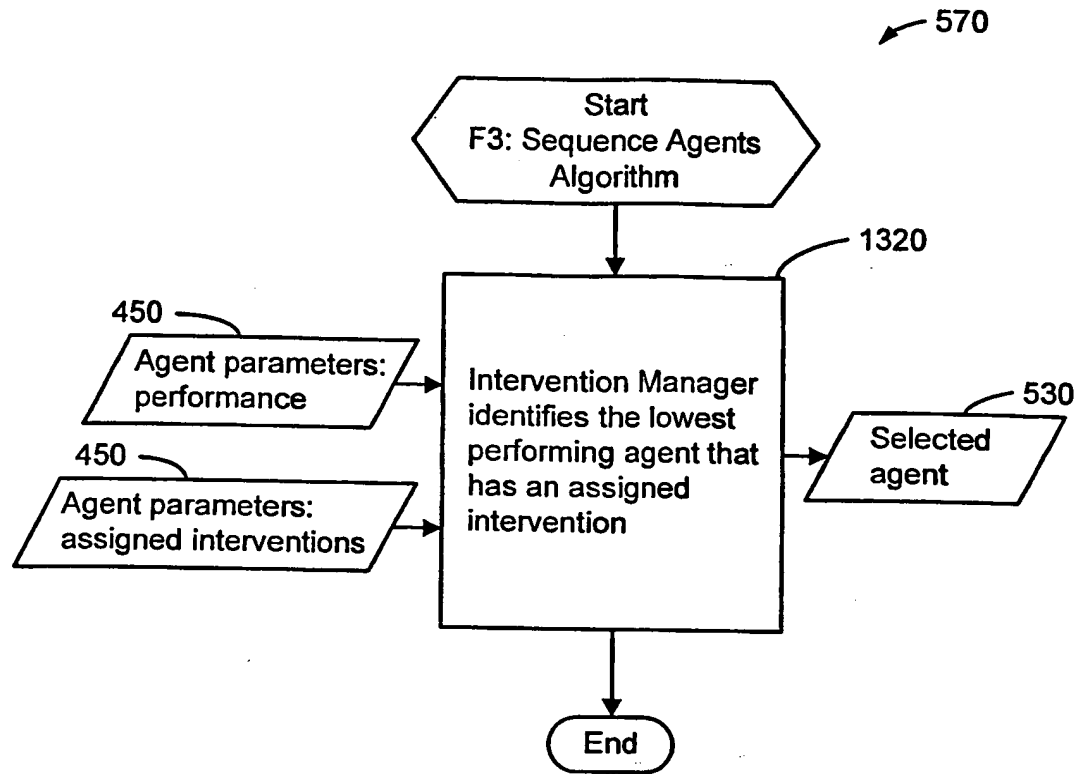 570
Start
F3: Sequence Agents
Algorithm
1320
450
Agent parameters:
performance
450
Agent parameters:
assigned interventions
Intervention Manager
identifies the lowest
performing agent that
has an assigned
intervention
530
Selected
agent
End